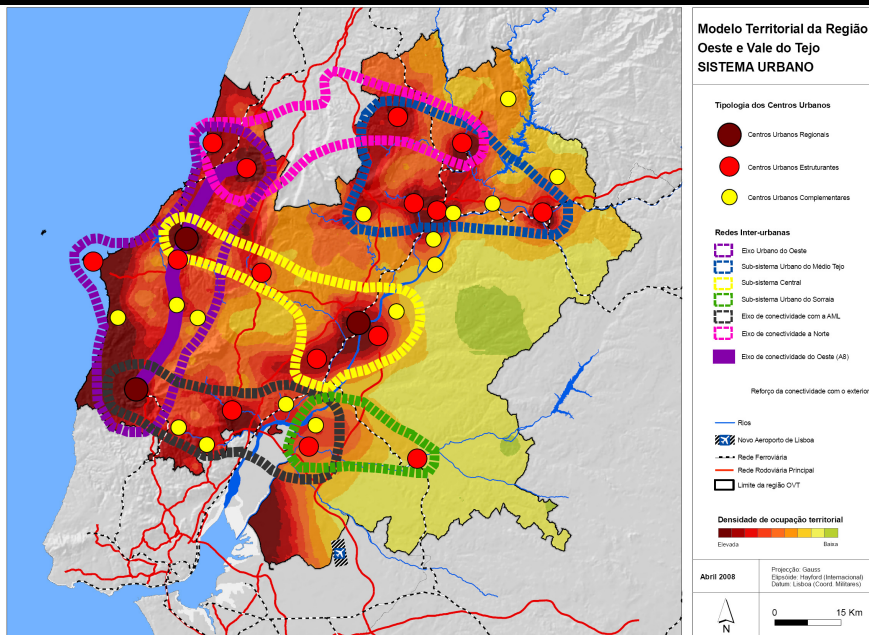 Modelo Territorial da Região
Oeste e Vale do Tejo
SISTEMA URBANO
Tipologia dos Centros Urbanos
Centros Urbanos Regionais
Centros Urbanos Estruturantes
Centros Urbanos Complementares
Redes Inter-urbanas
Eixo Urbano do Oeste
Sub-sistema Urbano do Médio Tejo
Sub-sistema Central
Sub-sistema Urbano do Sorraia
Eixo de conectividade com a AML
Eixo de conectividade a Norte
Eixo de conectividade do Oeste (A8)
Reforço da conectividade com o exterior
Rios
Novo Aeroporto de Lisboa
Rede Ferroviária
Rede Rodoviária Principal
Limite da região OVT
Densidade de ocupação territorial
Elevada Baixa
Abril 2008
Projecção: Gauss
Elipsóide: Hayford (Internacional)
Datum: Lisboa (Coord. Militares)
N
0 15 Km